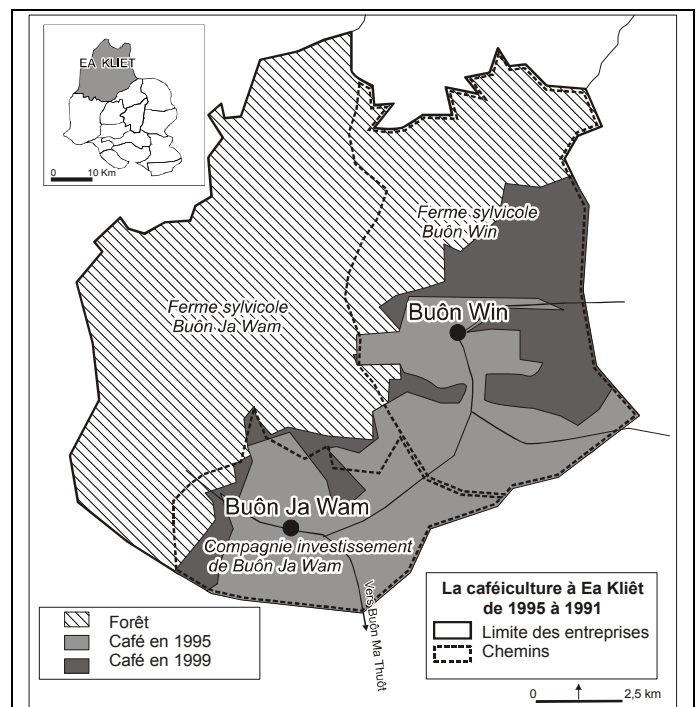 EA KLIET
0 10 Km
Ferme sylvicole
Buôn Win
Ferme sylvicole
Buôn Ja Wam
Buôn Win
Buôn Ja Wam
Compagnie investissement
de Buôn Ja Wam
Vers Buôn Ma Thuôt
Forêt
Café en 1995
Café en 1999
La caféiculture à Ea Kliêt
de 1995 à 1991
Limite des entreprises
Chemins
0 2,5 km